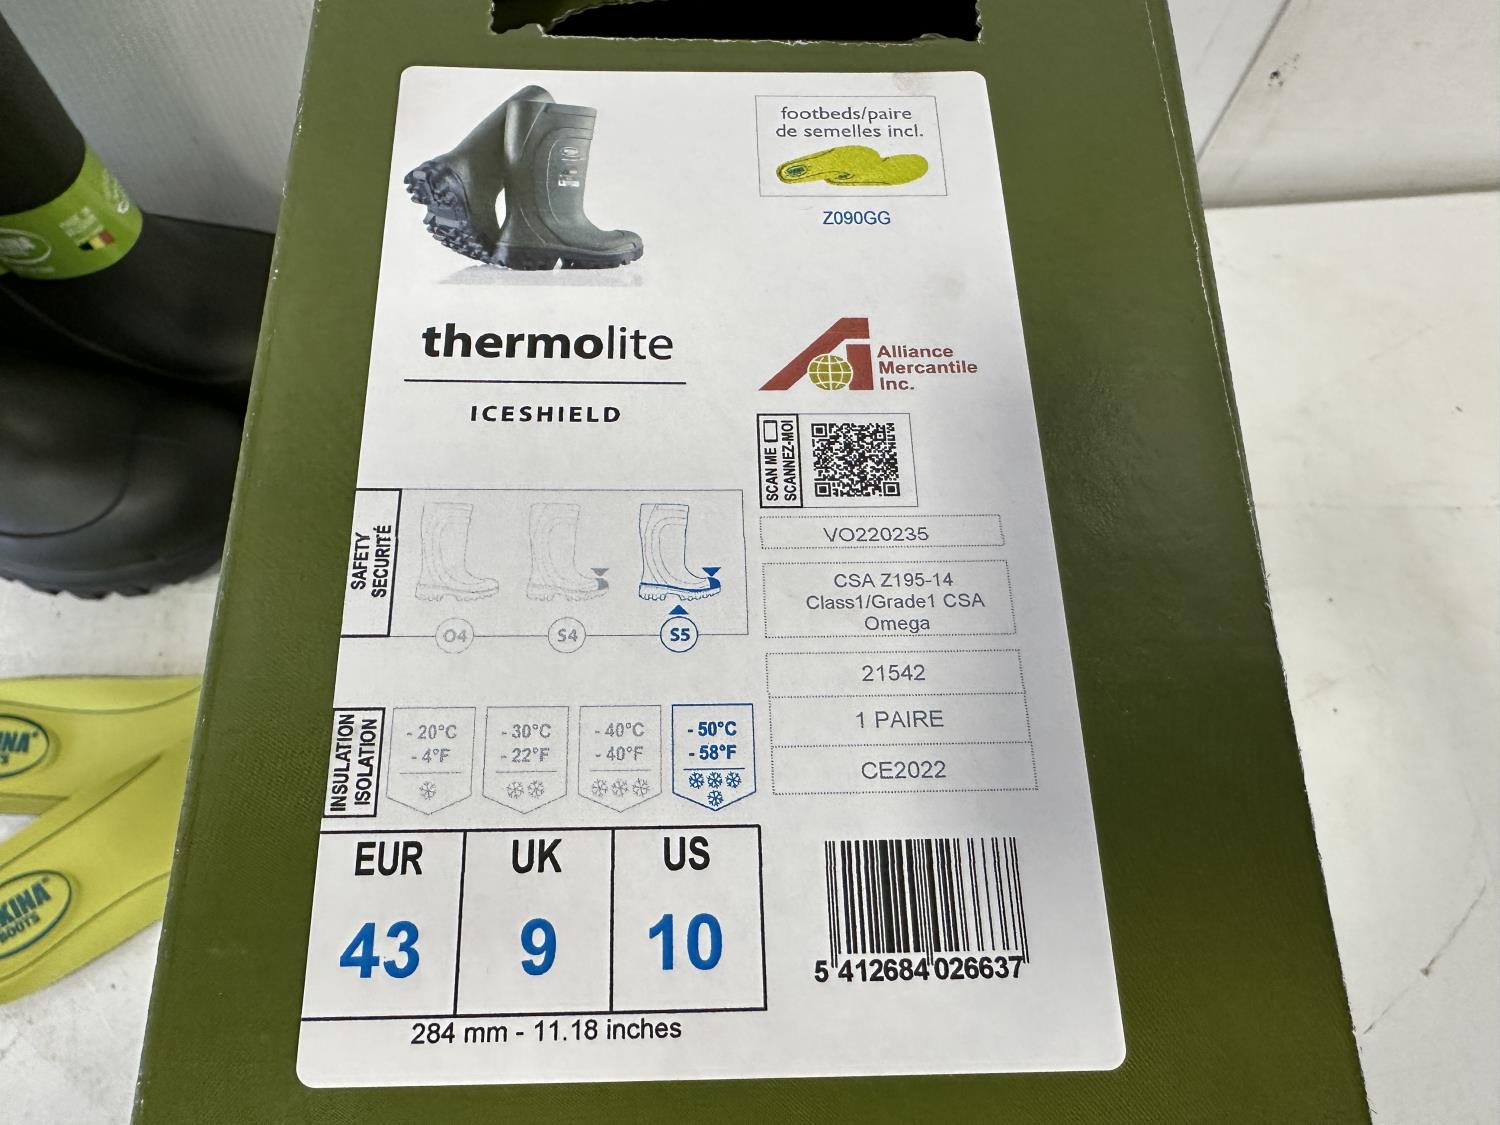 footbeds/paire
de semelles incl.
Z090GG
thermolite
ICESHIELD
Alliance
Mercantile
Inc.
SCAN ME
SCANNEZ-MOI
SAFETY
SECURITÉ
O4
S4
S5
VO220235
CSA Z195-14
Class1/Grade1 CSA
Omega
21542
1 PAIRE
CE2022
INSULATION
ISOLATION
- 20°C
- 4°F
- 30°C
- 22°F
- 40°C
- 40°F
- 50°C
- 58°F
EUR
UK
US
43
9
10
284 mm - 11.18 inches
5 412684 026637
BOOTS